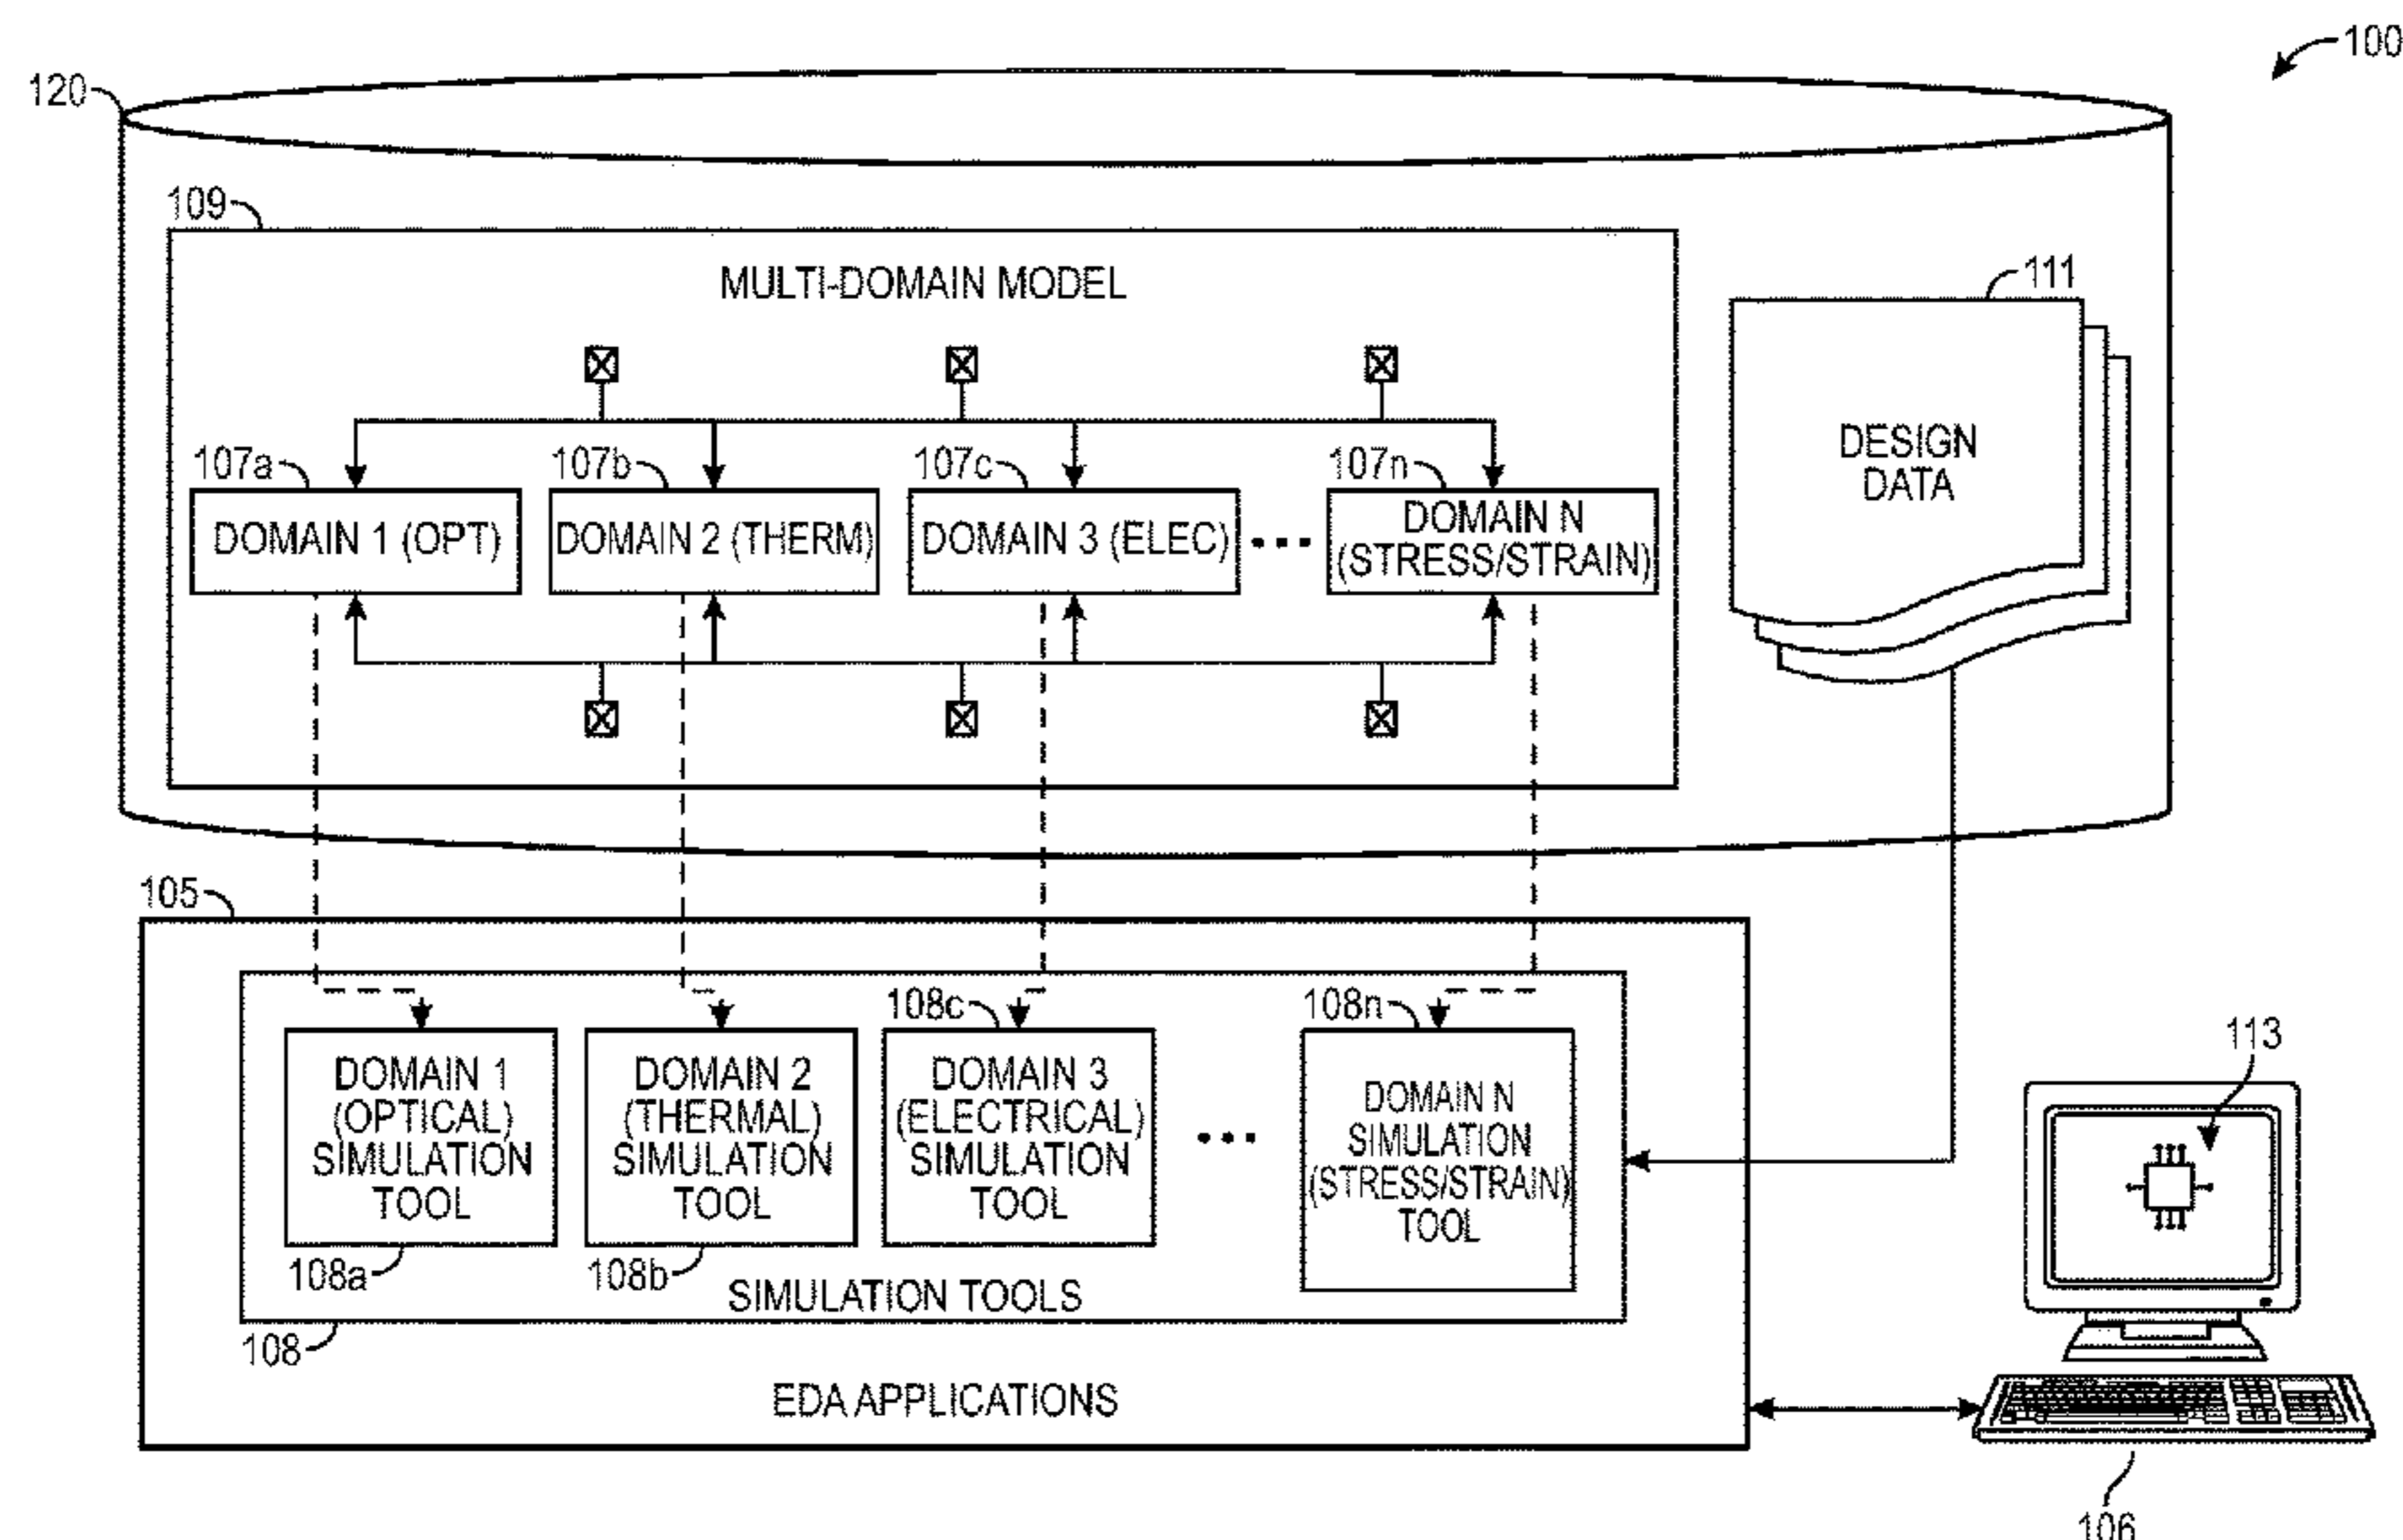 100
120
109
MULTI-DOMAIN MODEL
111
DESIGN
DATA
107a
107b
107c
107n
DOMAIN 1 (OPT)
DOMAIN 2 (THERM)
DOMAIN 3 (ELEC)
...
DOMAIN N
(STRESS/STRAIN)
105
108c
108n
DOMAIN 1
(OPTICAL)
SIMULATION
TOOL
DOMAIN 2
(THERMAL)
SIMULATION
TOOL
DOMAIN 3
(ELECTRICAL)
SIMULATION
TOOL
...
DOMAIN N
SIMULATION
(STRESS/STRAIN)
TOOL
113
108a
108b
SIMULATION TOOLS
108
EDA APPLICATIONS
106